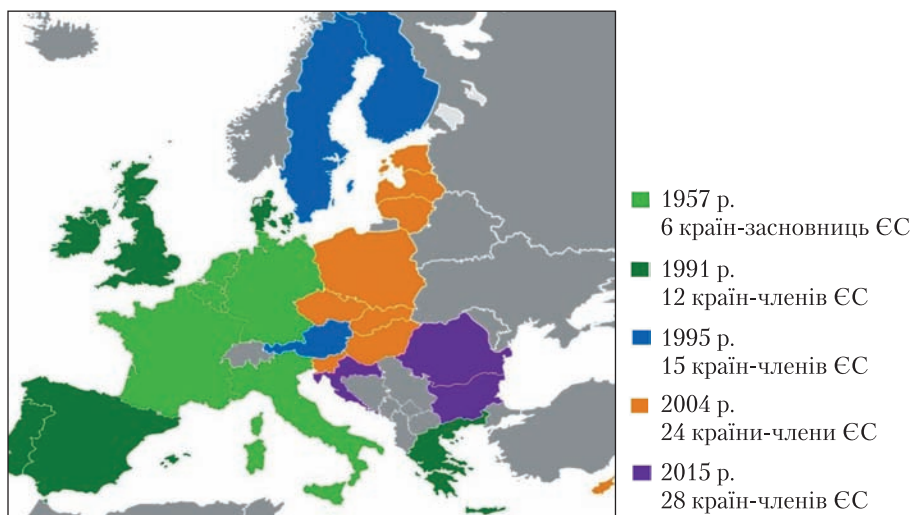 1957 р.
6 країн-засновниць ЄС
1991 р.
12 країн-членів ЄС
1995 р.
15 країн-членів ЄС
2004 р.
24 країни-члени ЄС
2015 р.
28 країн-членів ЄС